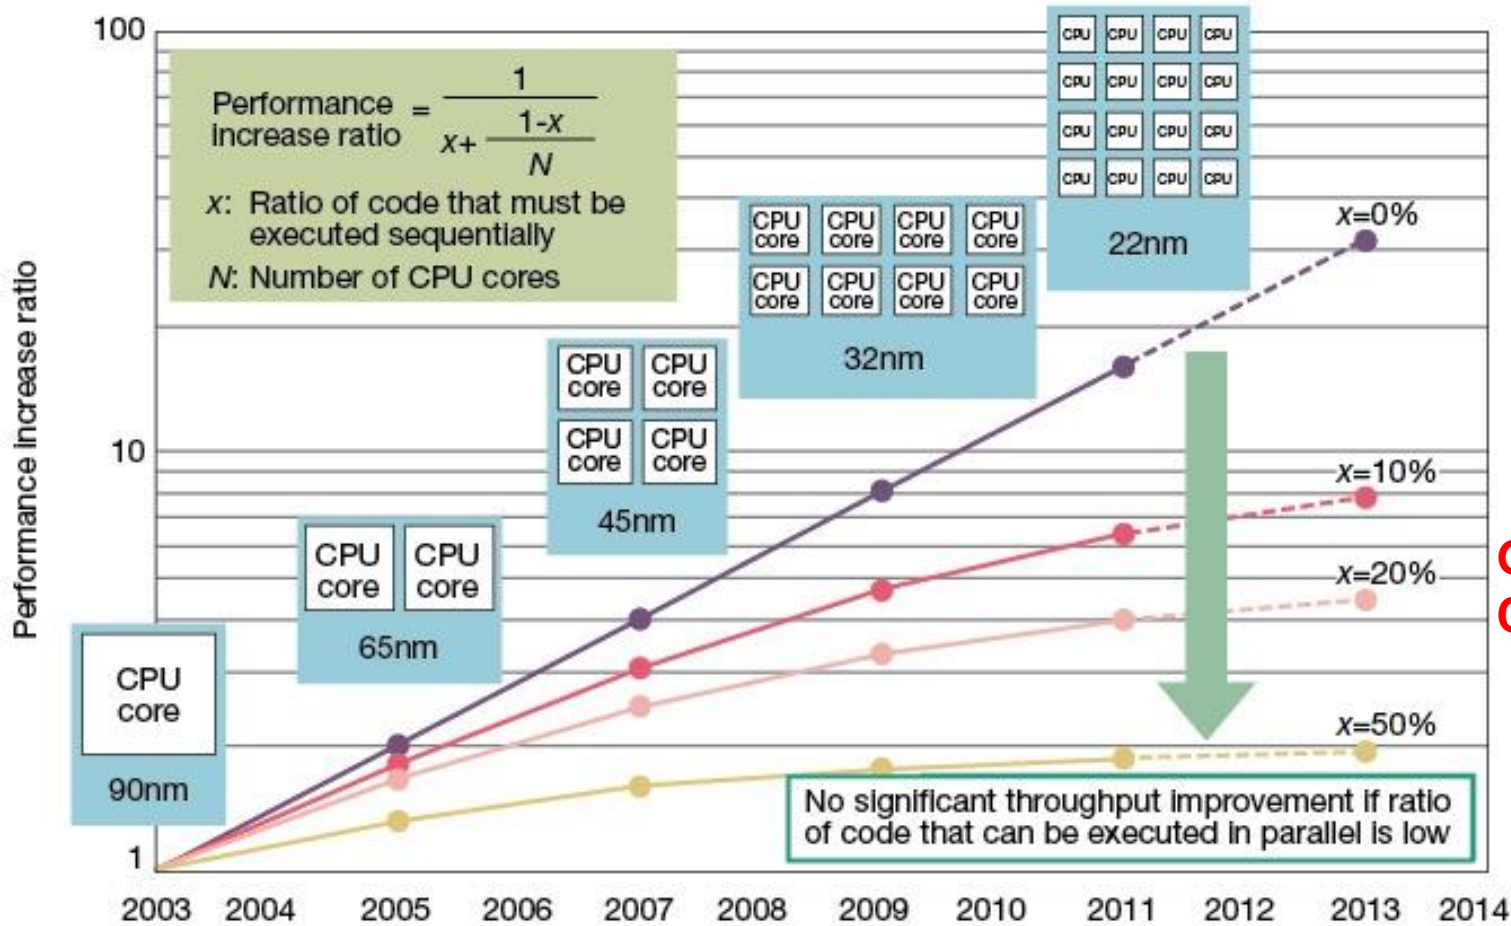 100
10
1
Performance increase ratio
Performance
increase ratio
=
1
x+
1-x
N
x: Ratio of code that must be
executed sequentially
N: Number of CPU cores
CPU
core
90nm
CPU
core
CPU
core
65nm
CPU
core
CPU
core
CPU
core
CPU
core
45nm
CPU
core
CPU
core
CPU
core
CPU
core
CPU
core
CPU
core
CPU
core
CPU
core
32nm
CPU CPU CPU CPU
CPU CPU CPU CPU
CPU CPU CPU CPU
CPU CPU CPU CPU
22nm
x=0%
x=10%
x=20%
x=50%
No significant throughput improvement if ratio
of code that can be executed in parallel is low
2003 2004 2005 2006 2007 2008 2009 2010 2011 2012 2013 2014